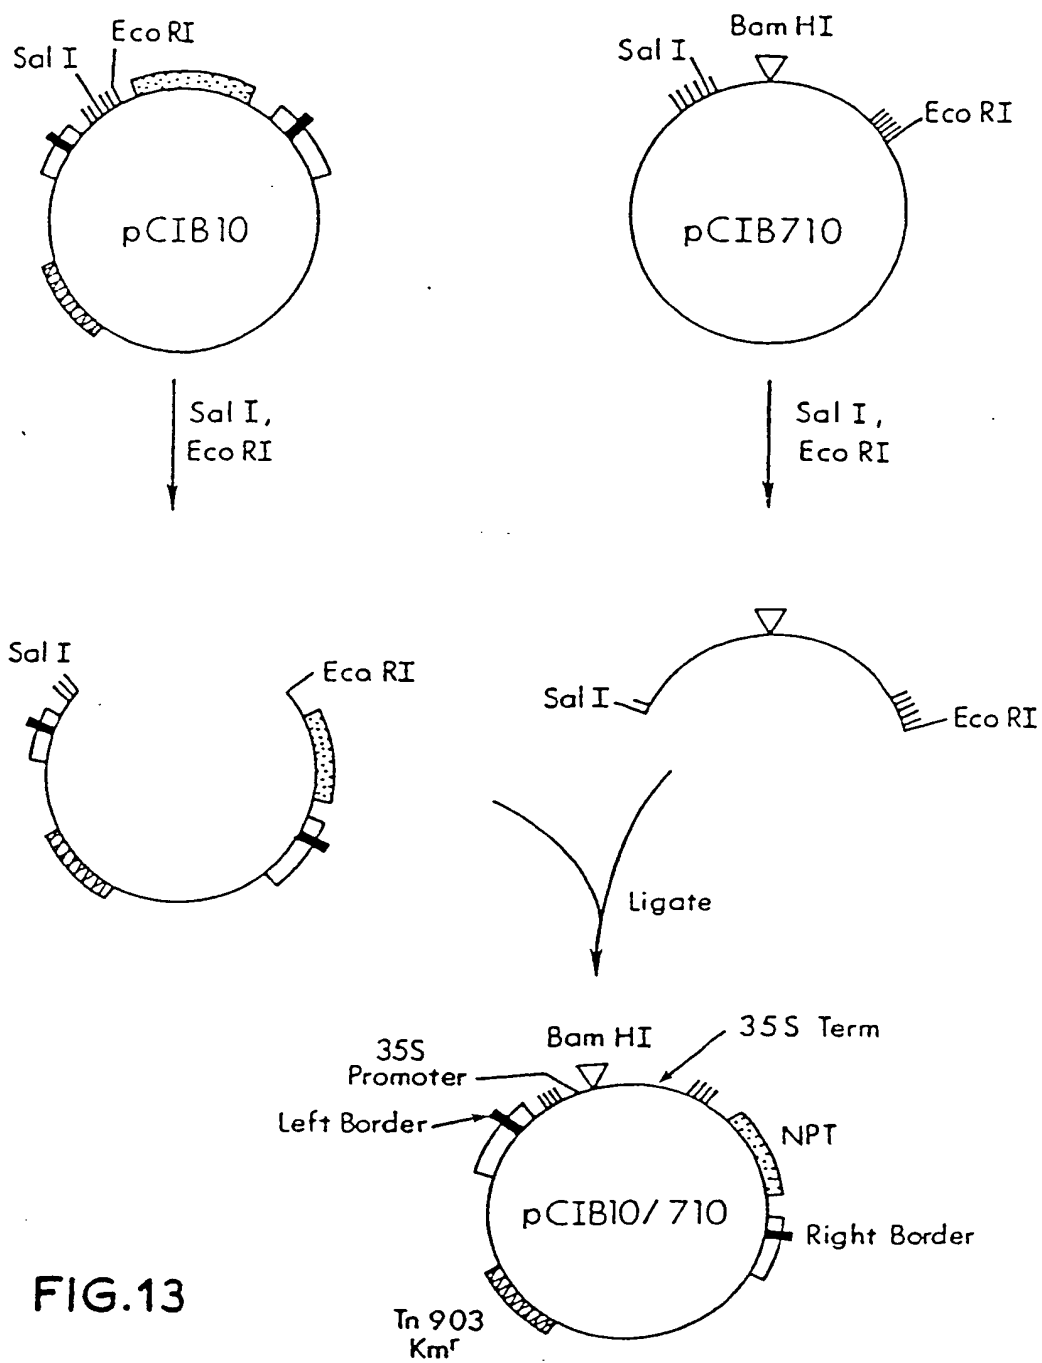 Eco RI
Sal I
Bam HI
Sal I
Eco RI
pCIB10
pCIB710
Sal I,
Eco RI
Sal I,
Eco RI
Sal I
Eco RI
Sal I
Eco RI
Ligate
35S
Promoter
Bam HI
35S Term
Left Border
NPT
pCIB10/710
Right Border
Tn 903
Kmʳ
FIG.13